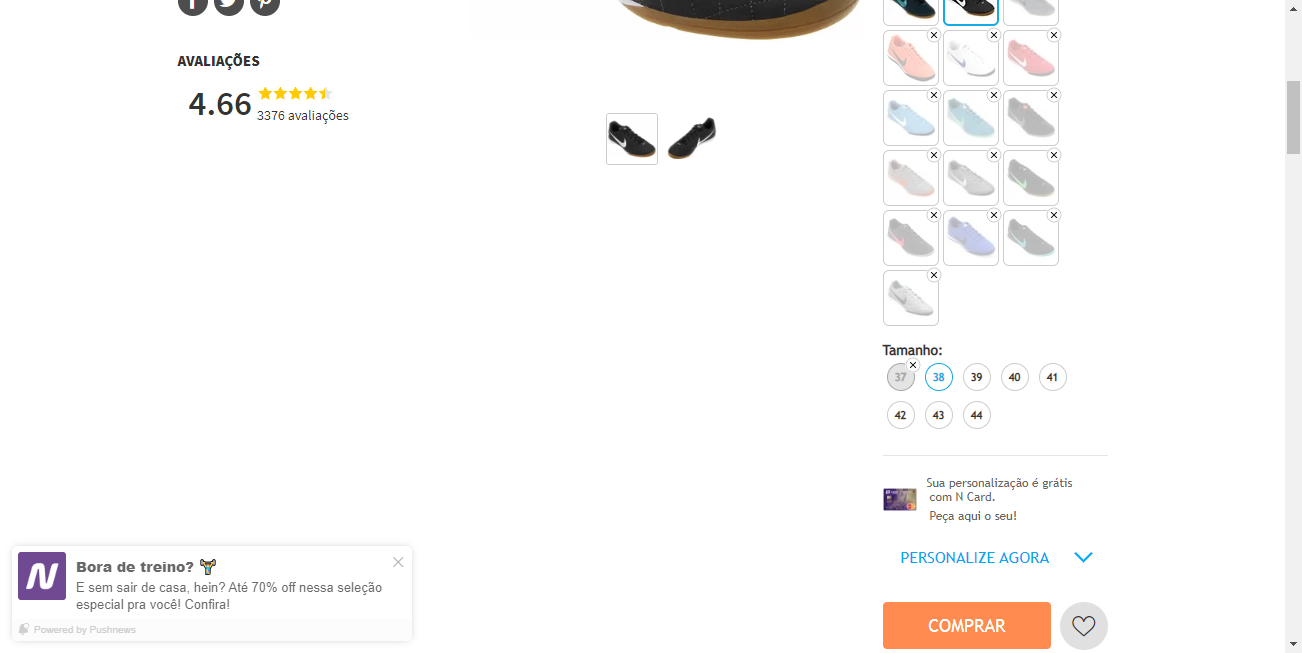 AVALIAÇÕES
4.66
3376 avaliações
Tamanho:
37 38 39 40 41
42 43 44
Sua personalização é grátis
com N Card.
Peça aqui o seu!
PERSONALIZE AGORA
COMPRAR
N
Bora de treino?
E sem sair de casa, hein? Até 70% off nessa seleção
especial pra você! Confira!
Powered by Pushnews